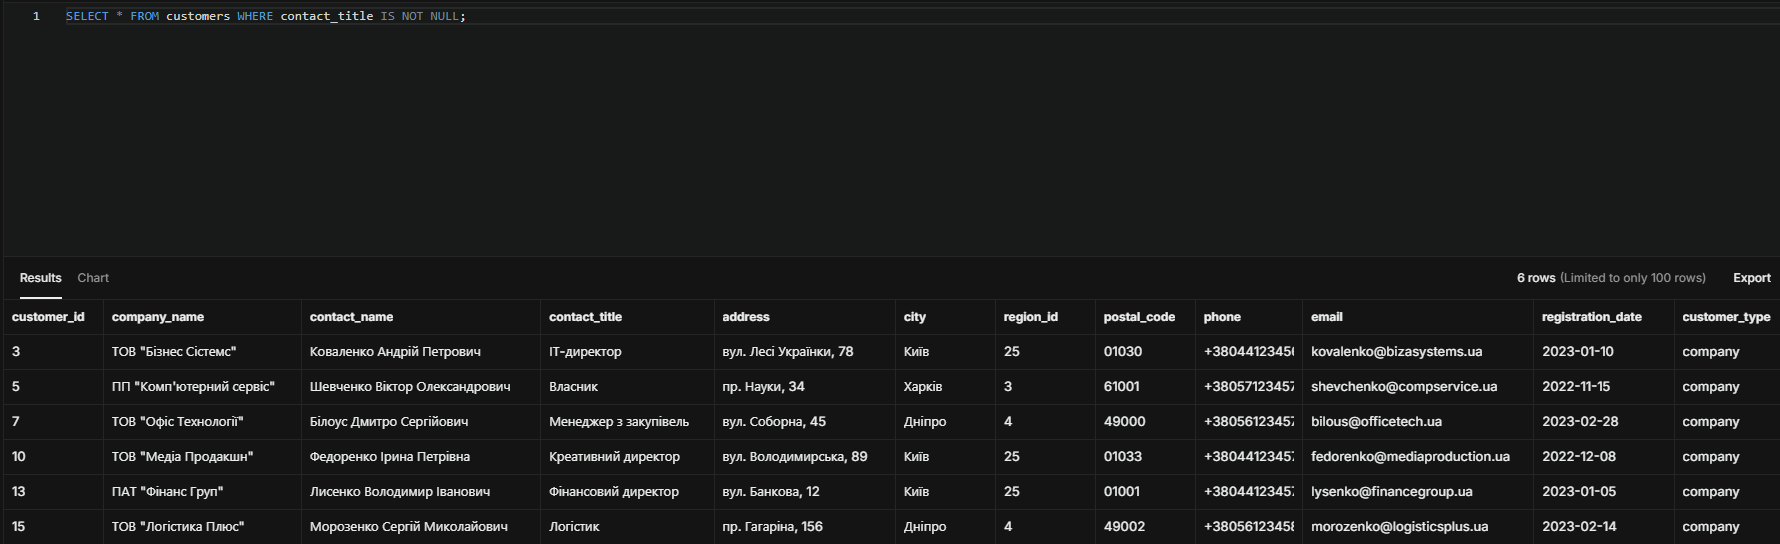 1 SELECT * FROM customers WHERE contact_title IS NOT NULL;
Results Chart 6 rows (Limited to only 100 rows) Export
customer_id company_name contact_name contact_title address city region_id postal_code phone email registration_date customer_type
3 ТОВ "Бізнес Сістемс" Коваленко Андрій Петрович ІТ-директор вул. Лесі Українки, 78 Київ 25 01030 +38044123456 kovalenko@bizasystems.ua 2023-01-10 company
5 ПП "Комп'ютерний сервіс" Шевченко Віктор Олександрович Власник пр. Науки, 34 Харків 3 61001 +38057123457 shevchenko@compservice.ua 2022-11-15 company
7 ТОВ "Офіс Технології" Білоус Дмитро Сергійович Менеджер з закупівель вул. Соборна, 45 Дніпро 4 49000 +38056123457 bilous@officetech.ua 2023-02-28 company
10 ТОВ "Медіа Продакшн" Федоренко Ірина Петрівна Креативний директор вул. Володимирська, 89 Київ 25 01033 +38044123457 fedorenko@mediaproduction.ua 2022-12-08 company
13 ПАТ "Фінанс Груп" Лисенко Володимир Іванович Фінансовий директор вул. Банкова, 12 Київ 25 01001 +38044123457 lysenko@financegroup.ua 2023-01-05 company
15 ТОВ "Логістика Плюс" Морозенко Сергій Миколайович Логістик пр. Гагаріна, 156 Дніпро 4 49002 +38056123458 morozenko@logisticsplus.ua 2023-02-14 company